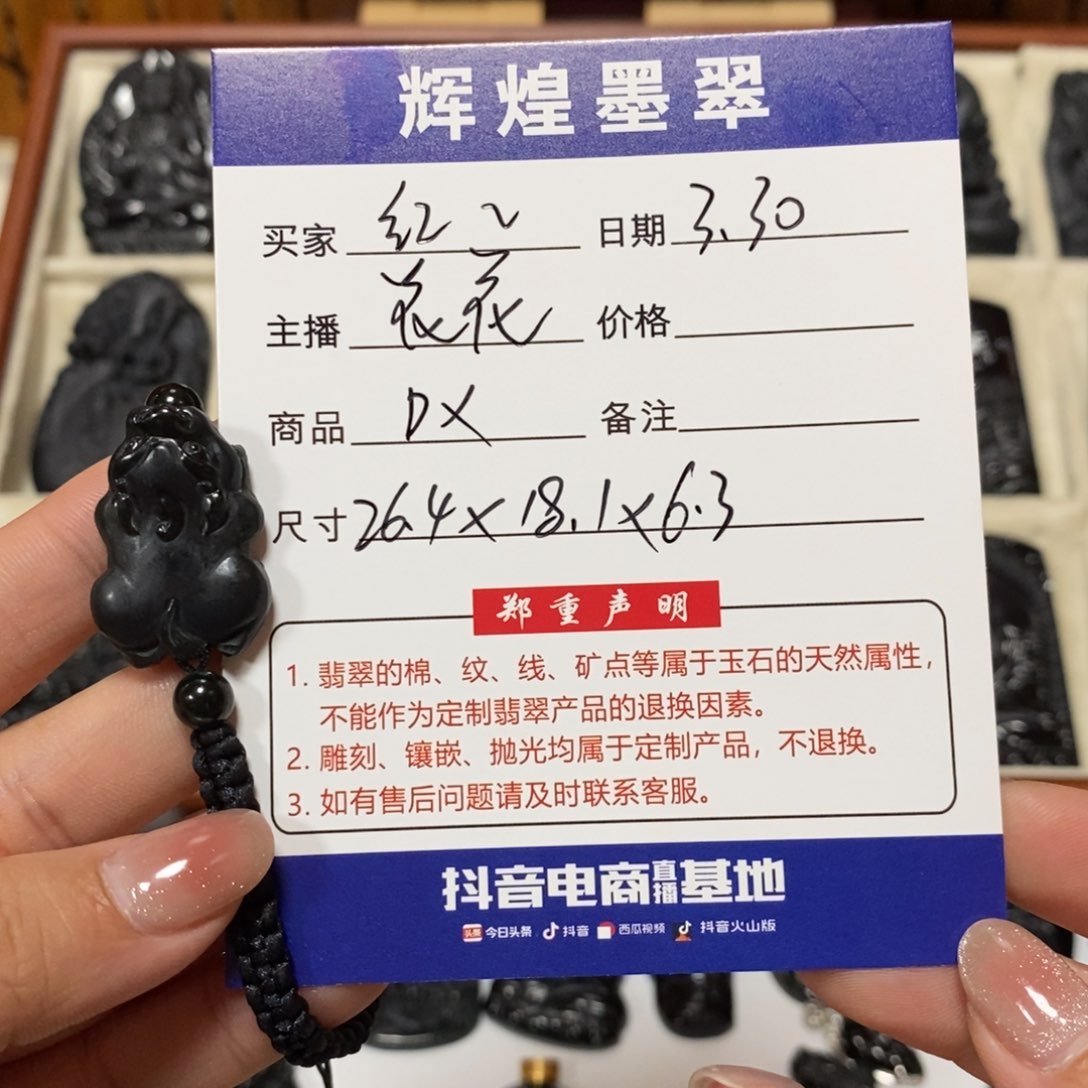 辉煌墨翠
买家 红 日期 3.30
主播 花花 价格
商品 DX 备注
尺寸 26.4×18.1×6.3
郑重声明
1. 翡翠的棉、纹、线、矿点等属于玉石的天然属性，
不能作为定制翡翠产品的退换因素。
2. 雕刻、镶嵌、抛光均属于定制产品，不退换。
3. 如有售后问题请及时联系客服。
抖音电商直播基地
头条 今日头条 抖音 西瓜视频 抖音火山版